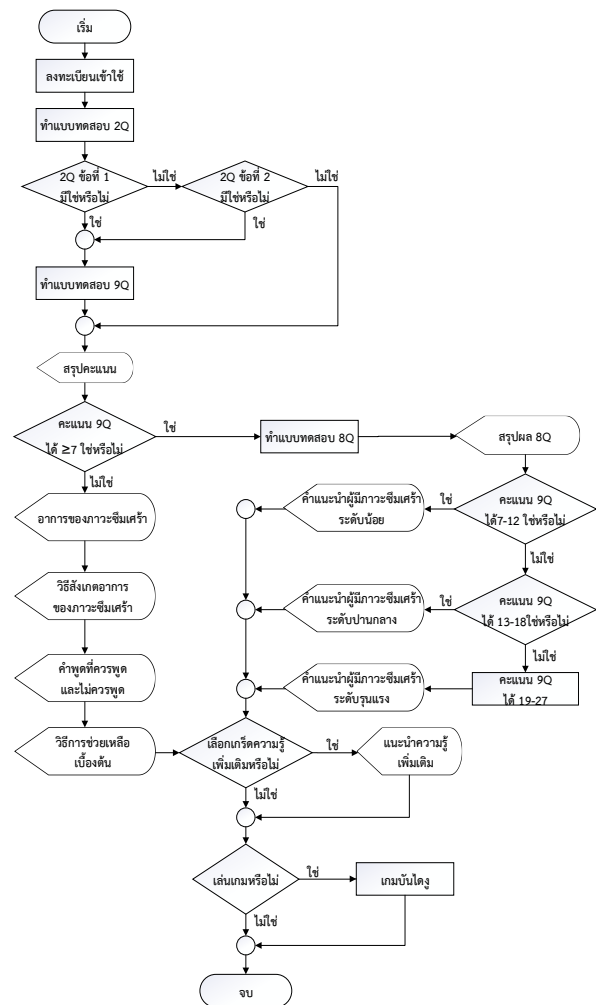 เริ่ม
ลงทะเบียนเข้าใช้
ทำแบบทดสอบ 2Q
2Q ข้อที่ 1
มีใช่หรือไม่
ไม่ใช่
2Q ข้อที่ 2
มีใช่หรือไม่
ไม่ใช่
ใช่
ใช่
ทำแบบทดสอบ 9Q
สรุปคะแนน
คะแนน 9Q
ได้ ≥7 ใช่หรือไม่
ใช่
ทำแบบทดสอบ 8Q
สรุปผล 8Q
ไม่ใช่
อาการของภาวะซึมเศร้า
คำแนะนำผู้มีภาวะซึมเศร้า
ระดับน้อย
ใช่
คะแนน 9Q
ได้7-12 ใช่หรือไม่
ไม่ใช่
วิธีสังเกตอาการ
ของภาวะซึมเศร้า
คำแนะนำผู้มีภาวะซึมเศร้า
ระดับปานกลาง
ใช่
คะแนน 9Q
ได้ 13-18ใช่หรือไม่
ไม่ใช่
คำพูดที่ควรพูด
และไม่ควรพูด
คำแนะนำผู้มีภาวะซึมเศร้า
ระดับรุนแรง
คะแนน 9Q
ได้ 19-27
วิธีการช่วยเหลือ
เบื้องต้น
เลือกเกร็ดความรู้
เพิ่มเติมหรือไม่
ใช่
แนะนำความรู้
เพิ่มเติม
ไม่ใช่
เล่นเกมหรือไม่
ใช่
เกมบันไดงู
ไม่ใช่
จบ